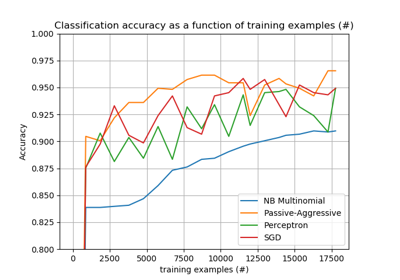 Classification accuracy as a function of training examples (#)
1.000
0.975
0.950
0.925
0.900
0.875
0.850
0.825
0.800
Accuracy
NB Multinomial
Passive-Aggressive
Perceptron
SGD
0 2500 5000 7500 10000 12500 15000 17500
training examples (#)